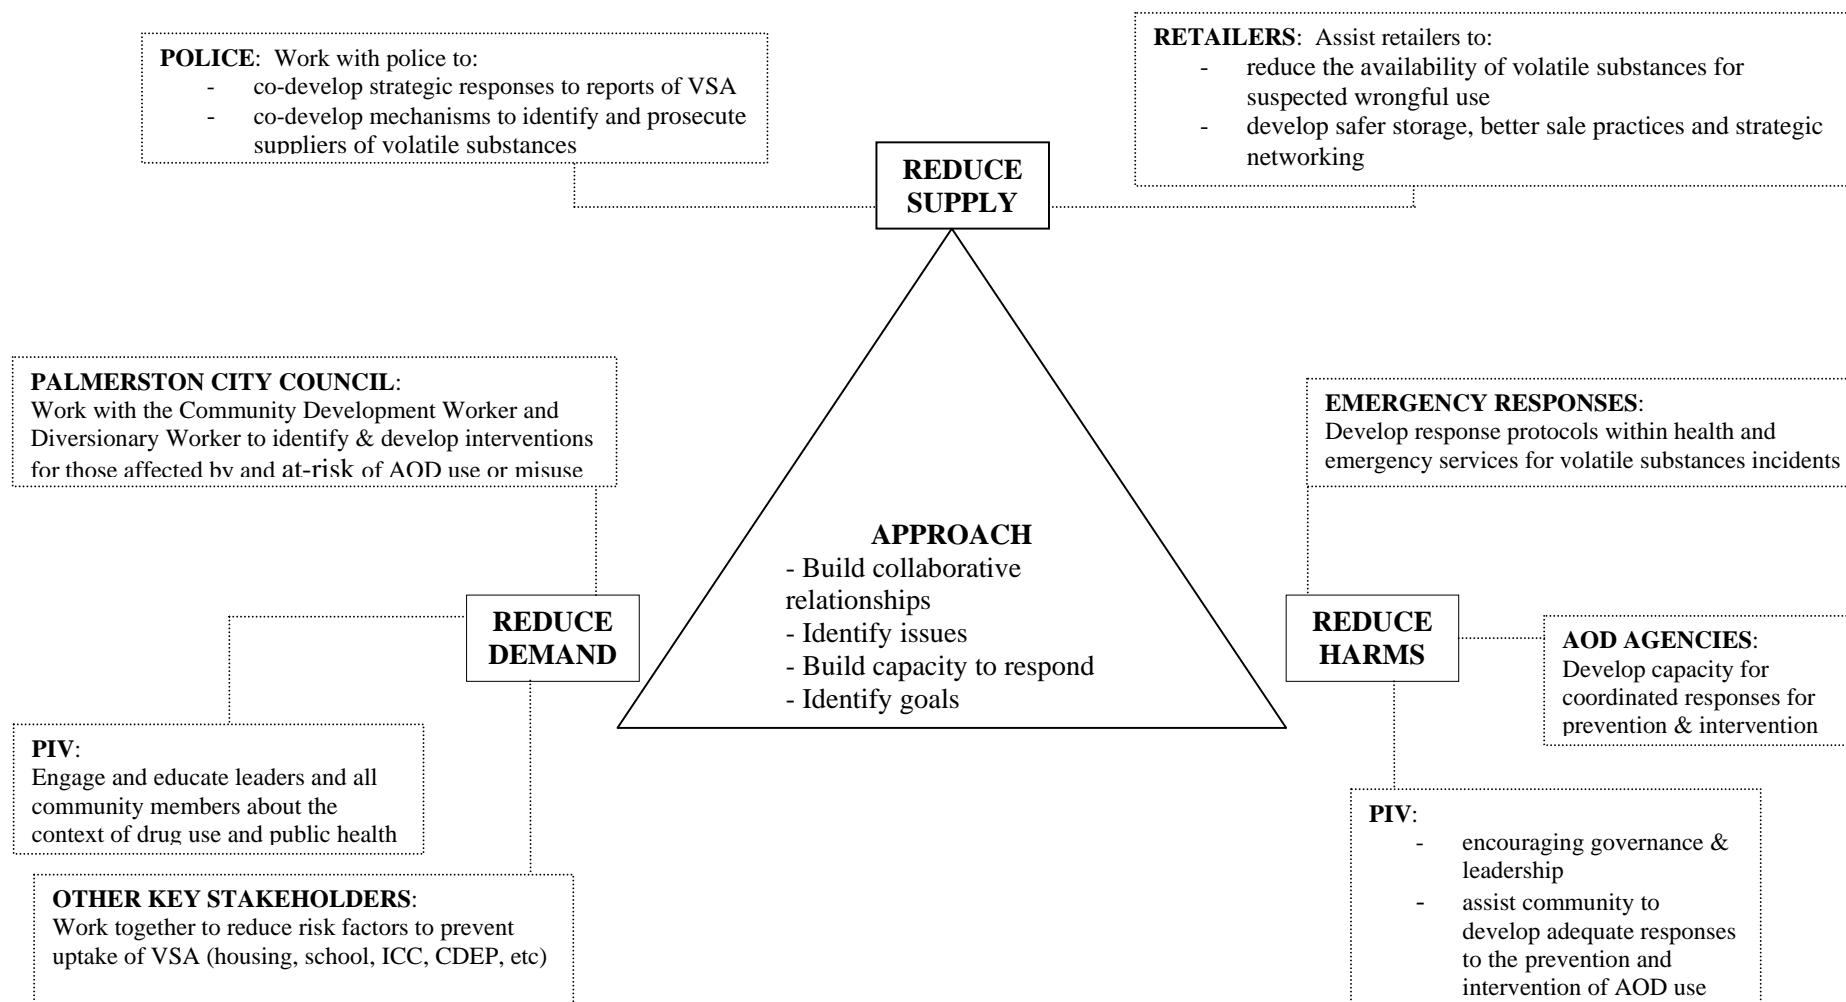 POLICE: Work with police to:
- co-develop strategic responses to reports of VSA
- co-develop mechanisms to identify and prosecute
suppliers of volatile substances
RETAILERS: Assist retailers to:
- reduce the availability of volatile substances for
suspected wrongful use
- develop safer storage, better sale practices and strategic
networking
REDUCE
SUPPLY
PALMERSTON CITY COUNCIL:
Work with the Community Development Worker and
Diversionary Worker to identify & develop interventions
for those affected by and at-risk of AOD use or misuse
EMERGENCY RESPONSES:
Develop response protocols within health and
emergency services for volatile substances incidents
APPROACH
- Build collaborative
relationships
- Identify issues
- Build capacity to respond
- Identify goals
REDUCE
DEMAND
REDUCE
HARMS
AOD AGENCIES:
Develop capacity for
coordinated responses for
prevention & intervention
PIV:
Engage and educate leaders and all
community members about the
context of drug use and public health
OTHER KEY STAKEHOLDERS:
Work together to reduce risk factors to prevent
uptake of VSA (housing, school, ICC, CDEP, etc)
PIV:
- encouraging governance &
leadership
- assist community to
develop adequate responses
to the prevention and
intervention of AOD use